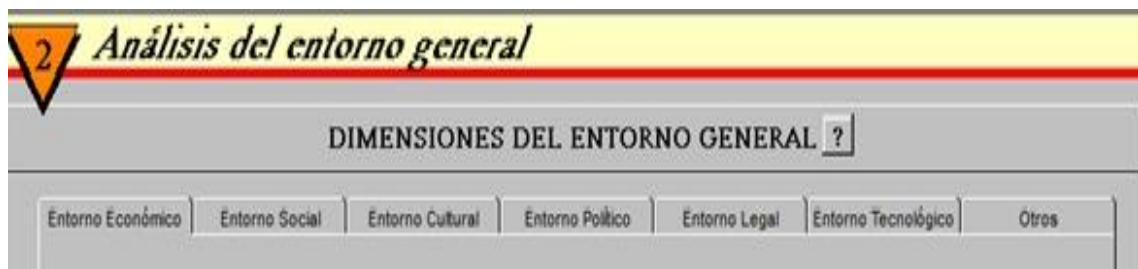 2 Análisis del entorno general
DIMENSIONES DEL ENTORNO GENERAL ?
Entorno Económico Entorno Social Entorno Cultural Entorno Político Entorno Legal Entorno Tecnológico Otros